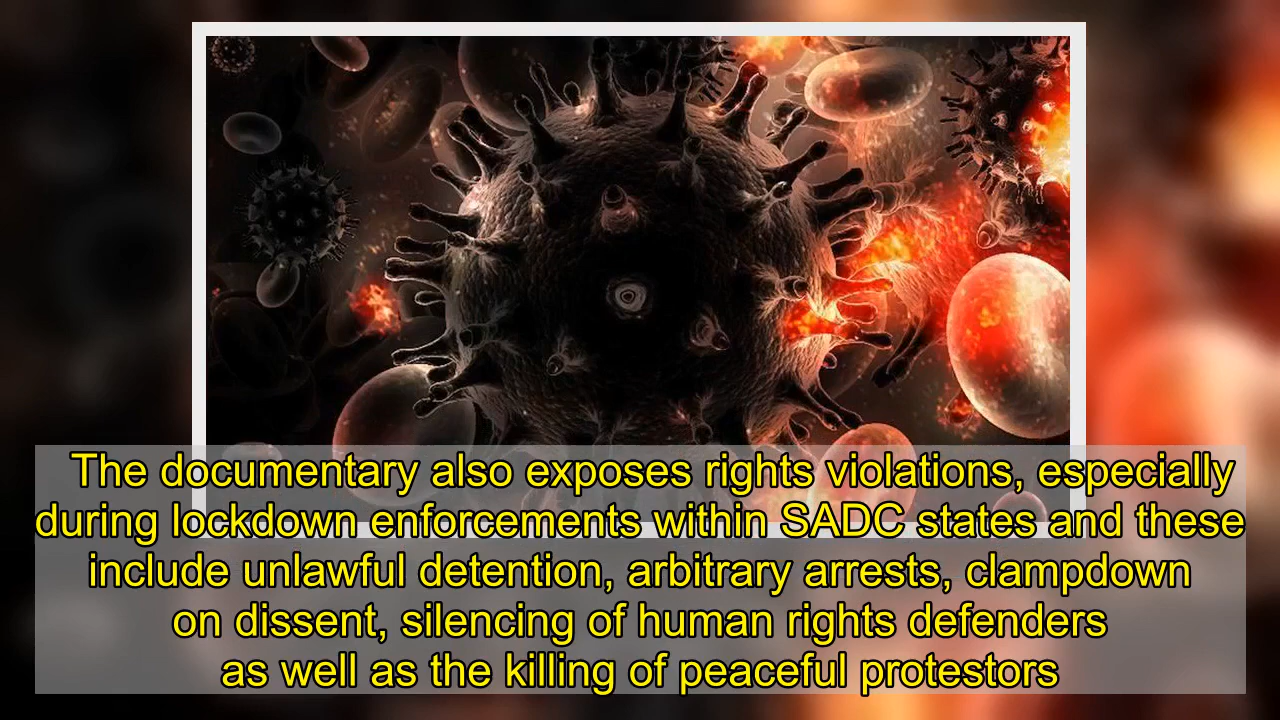 The documentary also exposes rights violations, especially
during lockdown enforcements within SADC states and these
include unlawful detention, arbitrary arrests, clampdown
on dissent, silencing of human rights defenders
as well as the killing of peaceful protestors